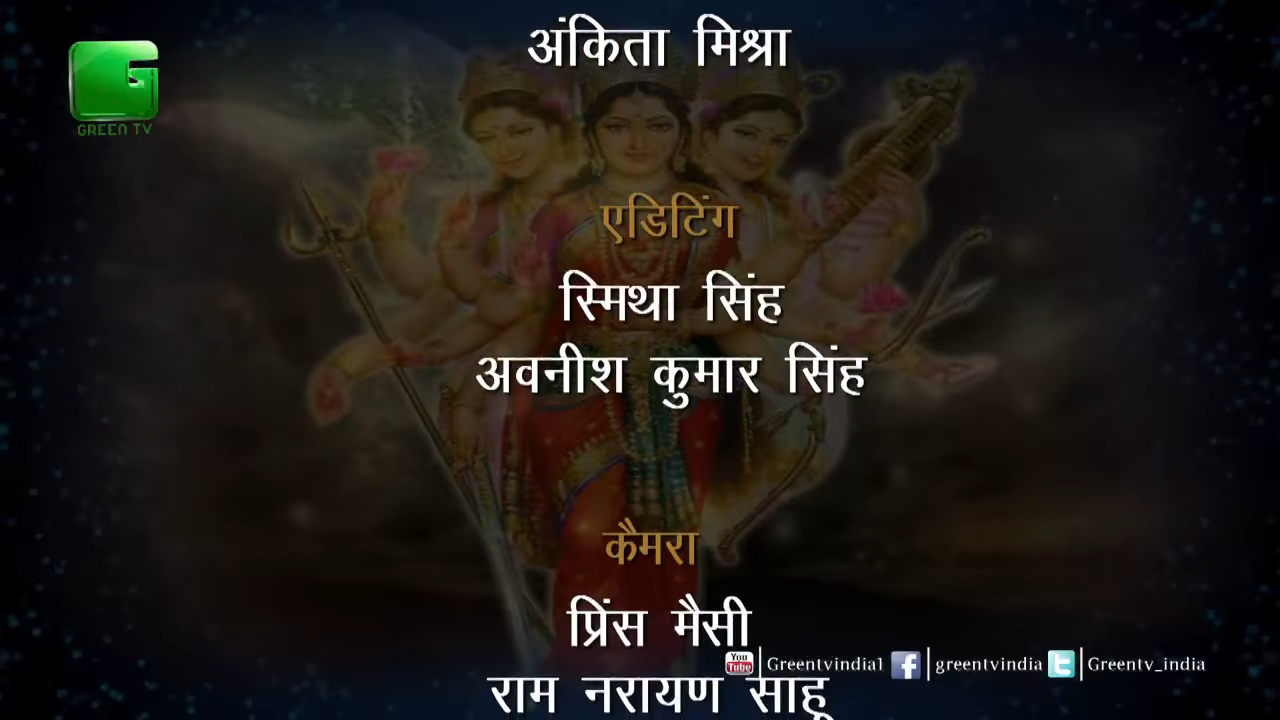 अंकिता मिश्रा
GREEN TV
एडिटिंग
स्मिथा सिंह
अवनीश कुमार सिंह
कैमरा
प्रिंस मैसी
You Tube Greentvindia1 f greentvindia t Greentv_india
राम नरायण साहू